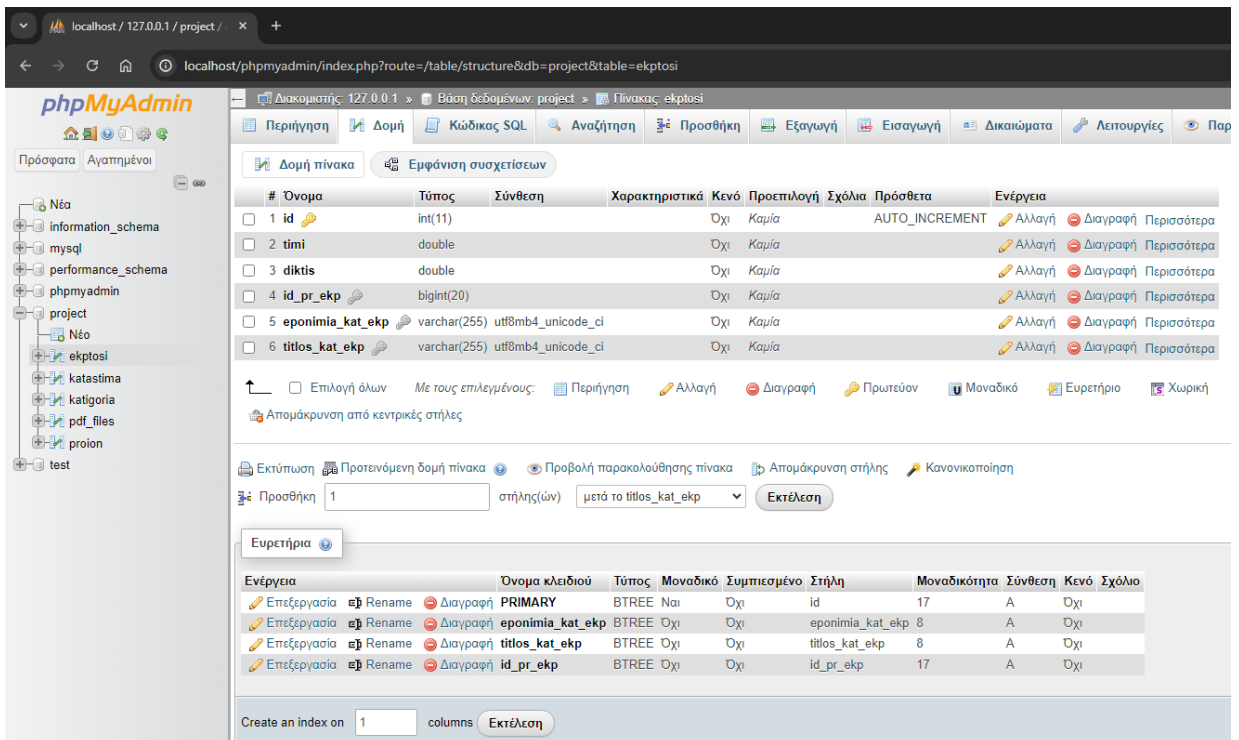 localhost / 127.0.0.1 / project /
localhost/phpmyadmin/index.php?route=/table/structure&db=project&table=ekptosi
phpMyAdmin
Πρόσφατα Αγαπημένοι
Νέα
information_schema
mysql
performance_schema
phpmyadmin
project
Νέο
ekptosi
katastima
katigoria
pdf_files
proion
test
Διακομιστής: 127.0.0.1 » Βάση δεδομένων: project » Πίνακας: ekptosi
Περιήγηση Δομή Κώδικας SQL Αναζήτηση Προσθήκη Εξαγωγή Εισαγωγή Δικαιώματα Λειτουργίες Παρ
Δομή πίνακα Εμφάνιση συσχετίσεων
# Όνομα Τύπος Σύνθεση Χαρακτηριστικά Κενό Προεπιλογή Σχόλια Πρόσθετα Ενέργεια
1 id int(11) Όχι Καμία AUTO_INCREMENT Αλλαγή Διαγραφή Περισσότερα
2 timi double Όχι Καμία Αλλαγή Διαγραφή Περισσότερα
3 diktis double Όχι Καμία Αλλαγή Διαγραφή Περισσότερα
4 id_pr_ekp bigint(20) Όχι Καμία Αλλαγή Διαγραφή Περισσότερα
5 eponimia_kat_ekp varchar(255) utf8mb4_unicode_ci Όχι Καμία Αλλαγή Διαγραφή Περισσότερα
6 titlos_kat_ekp varchar(255) utf8mb4_unicode_ci Όχι Καμία Αλλαγή Διαγραφή Περισσότερα
Επιλογή όλων Με τους επιλεγμένους: Περιήγηση Αλλαγή Διαγραφή Πρωτεύον Μοναδικό Ευρετήριο Χωρική
Απομάκρυνση από κεντρικές στήλες
Εκτύπωση Προτεινόμενη δομή πίνακα Προβολή παρακολούθησης πίνακα Απομάκρυνση στήλης Κανονικοποίηση
Προσθήκη 1 στήλης(ών) μετά το titlos_kat_ekp Εκτέλεση
Ευρετήρια
Ενέργεια Όνομα κλειδιού Τύπος Μοναδικό Συμπιεσμένο Στήλη Μοναδικότητα Σύνθεση Κενό Σχόλιο
Επεξεργασία Rename Διαγραφή PRIMARY BTREE Ναι Όχι id 17 A Όχι
Επεξεργασία Rename Διαγραφή eponimia_kat_ekp BTREE Όχι Όχι eponimia_kat_ekp 8 A Όχι
Επεξεργασία Rename Διαγραφή titlos_kat_ekp BTREE Όχι Όχι titlos_kat_ekp 8 A Όχι
Επεξεργασία Rename Διαγραφή id_pr_ekp BTREE Όχι Όχι id_pr_ekp 17 A Όχι
Create an index on 1 columns Εκτέλεση